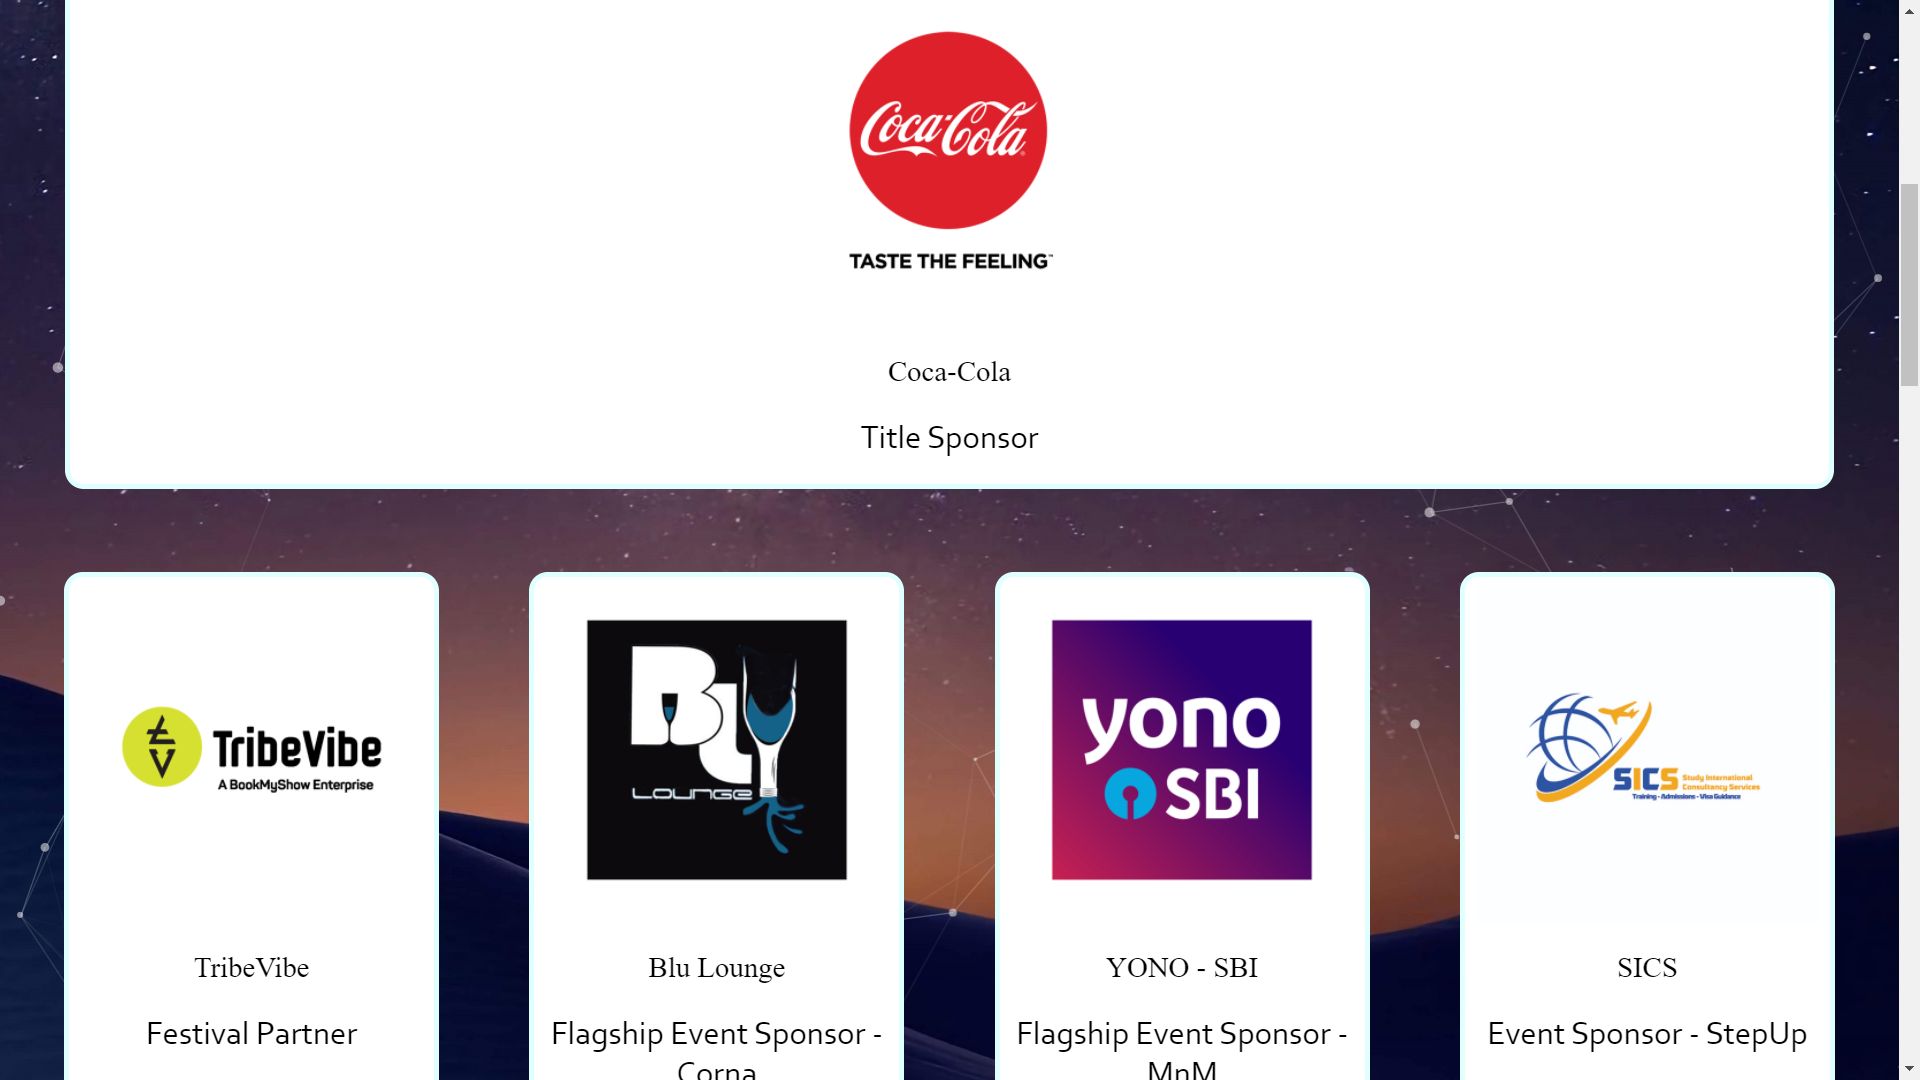 Coca-Cola
TASTE THE FEELING™
Coca-Cola
Title Sponsor
TribeVibe
A BookMyShow Enterprise
BLU
LOUNGE
yono
SBI
SICS
Study International
Consultancy Services
Training - Admissions - Visa Guidance
TribeVibe
Blu Lounge
YONO - SBI
SICS
Festival Partner
Flagship Event Sponsor -
Corna
Flagship Event Sponsor -
MnM
Event Sponsor - StepUp